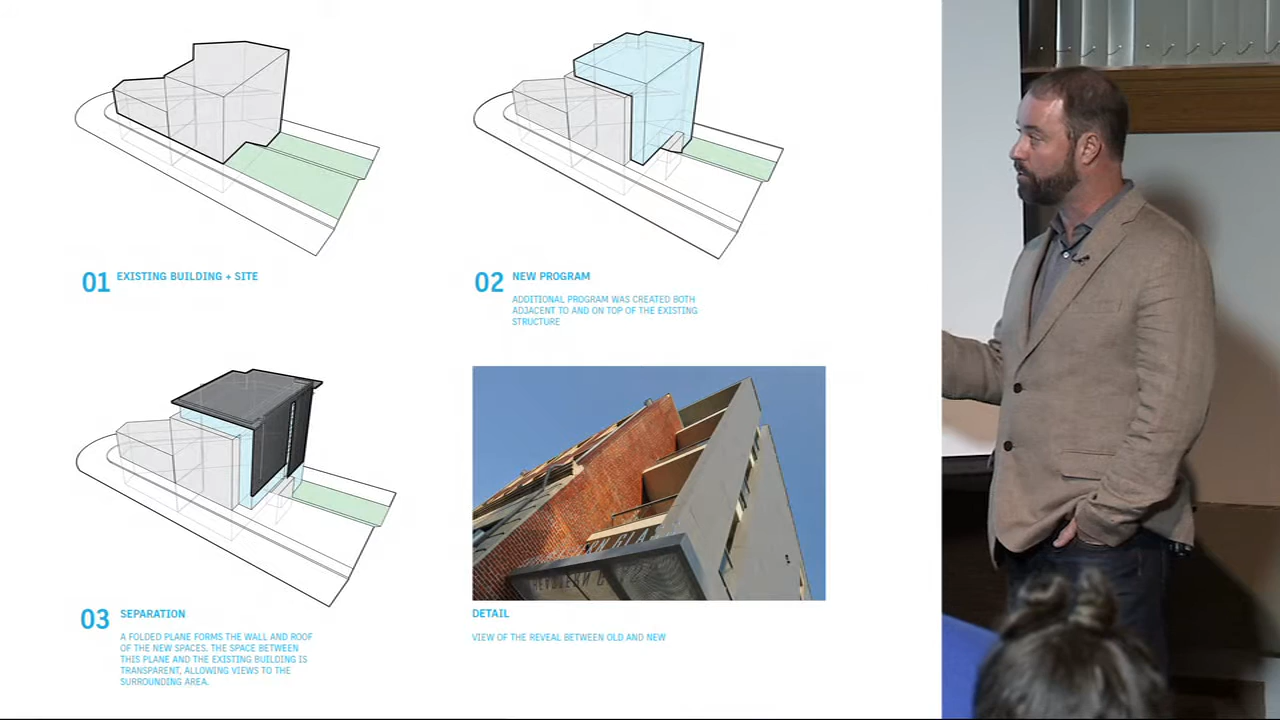 01 EXISTING BUILDING + SITE
02 NEW PROGRAM
ADDITIONAL PROGRAM WAS CREATED BOTH
ADJACENT TO AND ON TOP OF THE EXISTING
STRUCTURE
03 SEPARATION
A FOLDED PLANE FORMS THE WALL AND ROOF
OF THE NEW SPACES. THE SPACE BETWEEN
THIS PLANE AND THE EXISTING BUILDING IS
TRANSPARENT, ALLOWING VIEWS TO THE
SURROUNDING AREA.
DETAIL
VIEW OF THE REVEAL BETWEEN OLD AND NEW